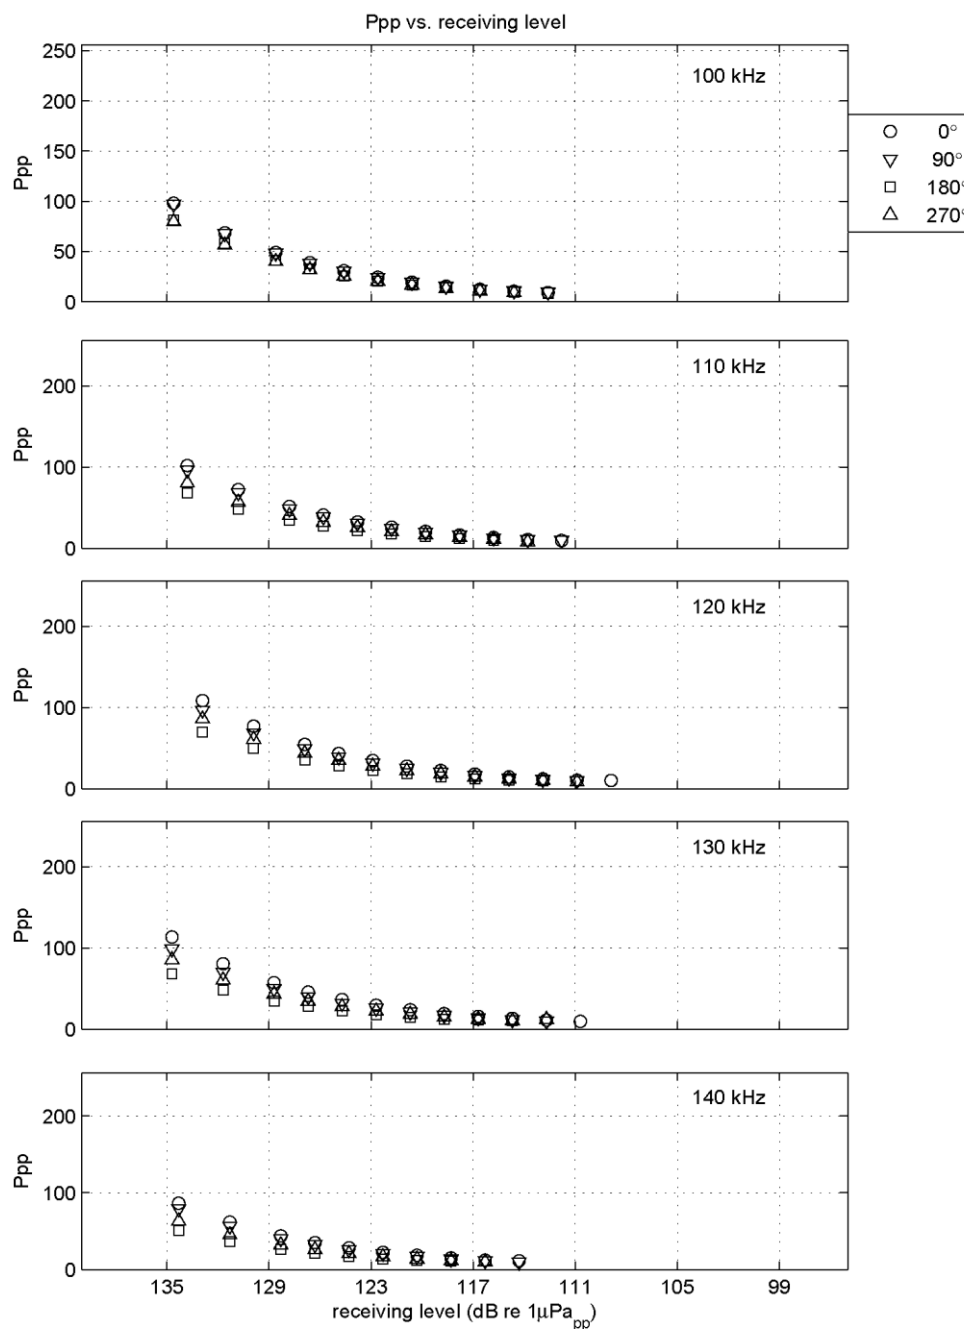 Ppp vs. receiving level
250
200
150
100
50
0
Ppp
100 kHz
0°
90°
180°
270°
200
100
0
Ppp
110 kHz
200
100
0
Ppp
120 kHz
200
100
0
Ppp
130 kHz
200
100
0
Ppp
140 kHz
135 129 123 117 111 105 99
receiving level (dB re 1μPapp)